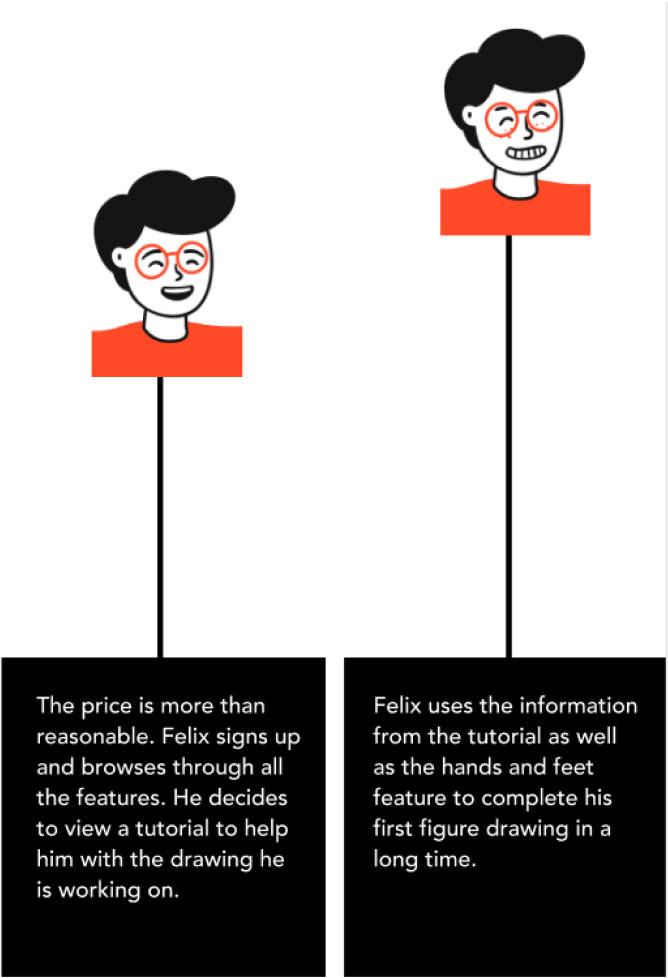 The price is more than
reasonable. Felix signs up
and browses through all
the features. He decides
to view a tutorial to help
him with the drawing he
is working on.
Felix uses the information
from the tutorial as well
as the hands and feet
feature to complete his
first figure drawing in a
long time.